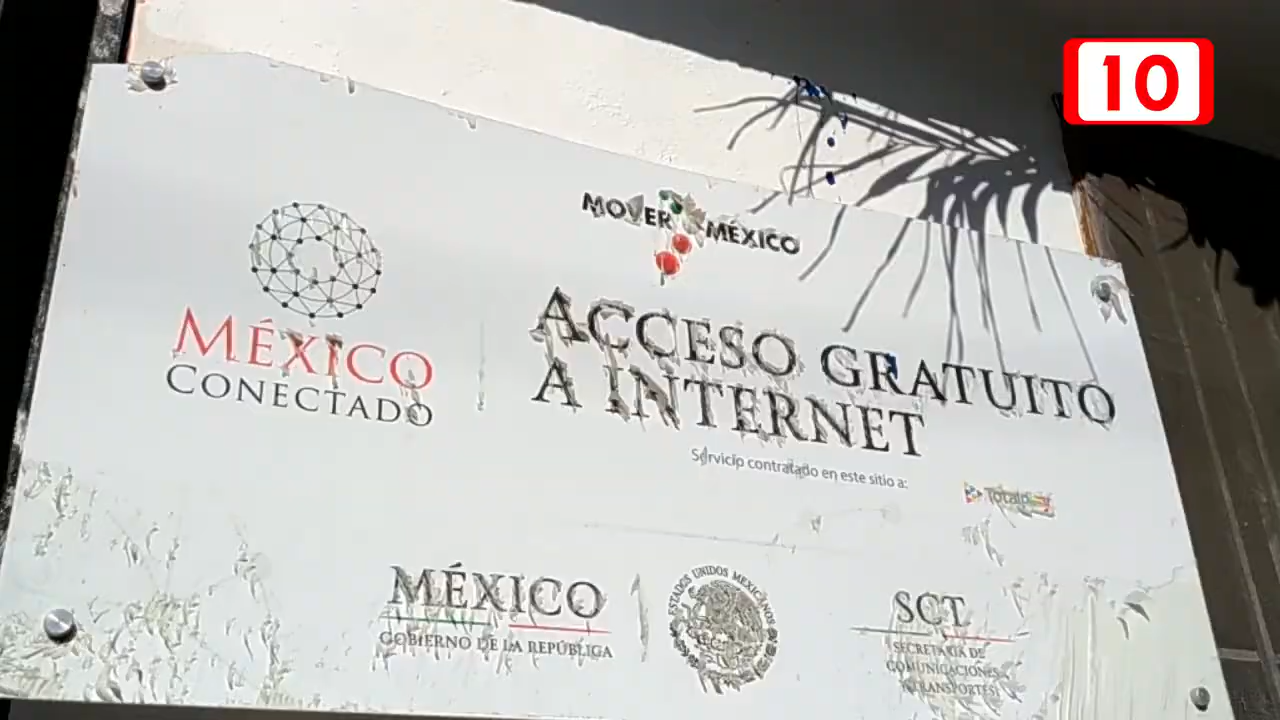 10
MOVER MÉXICO
MÉXICO
CONECTADO
ACCESO GRATUITO
A INTERNET
Servicio contratado en este sitio a:
MÉXICO
GOBIERNO DE LA REPÚBLICA
ESTADOS UNIDOS MEXICANOS
SCT
SECRETARÍA DE
COMUNICACIONES
Y TRANSPORTES